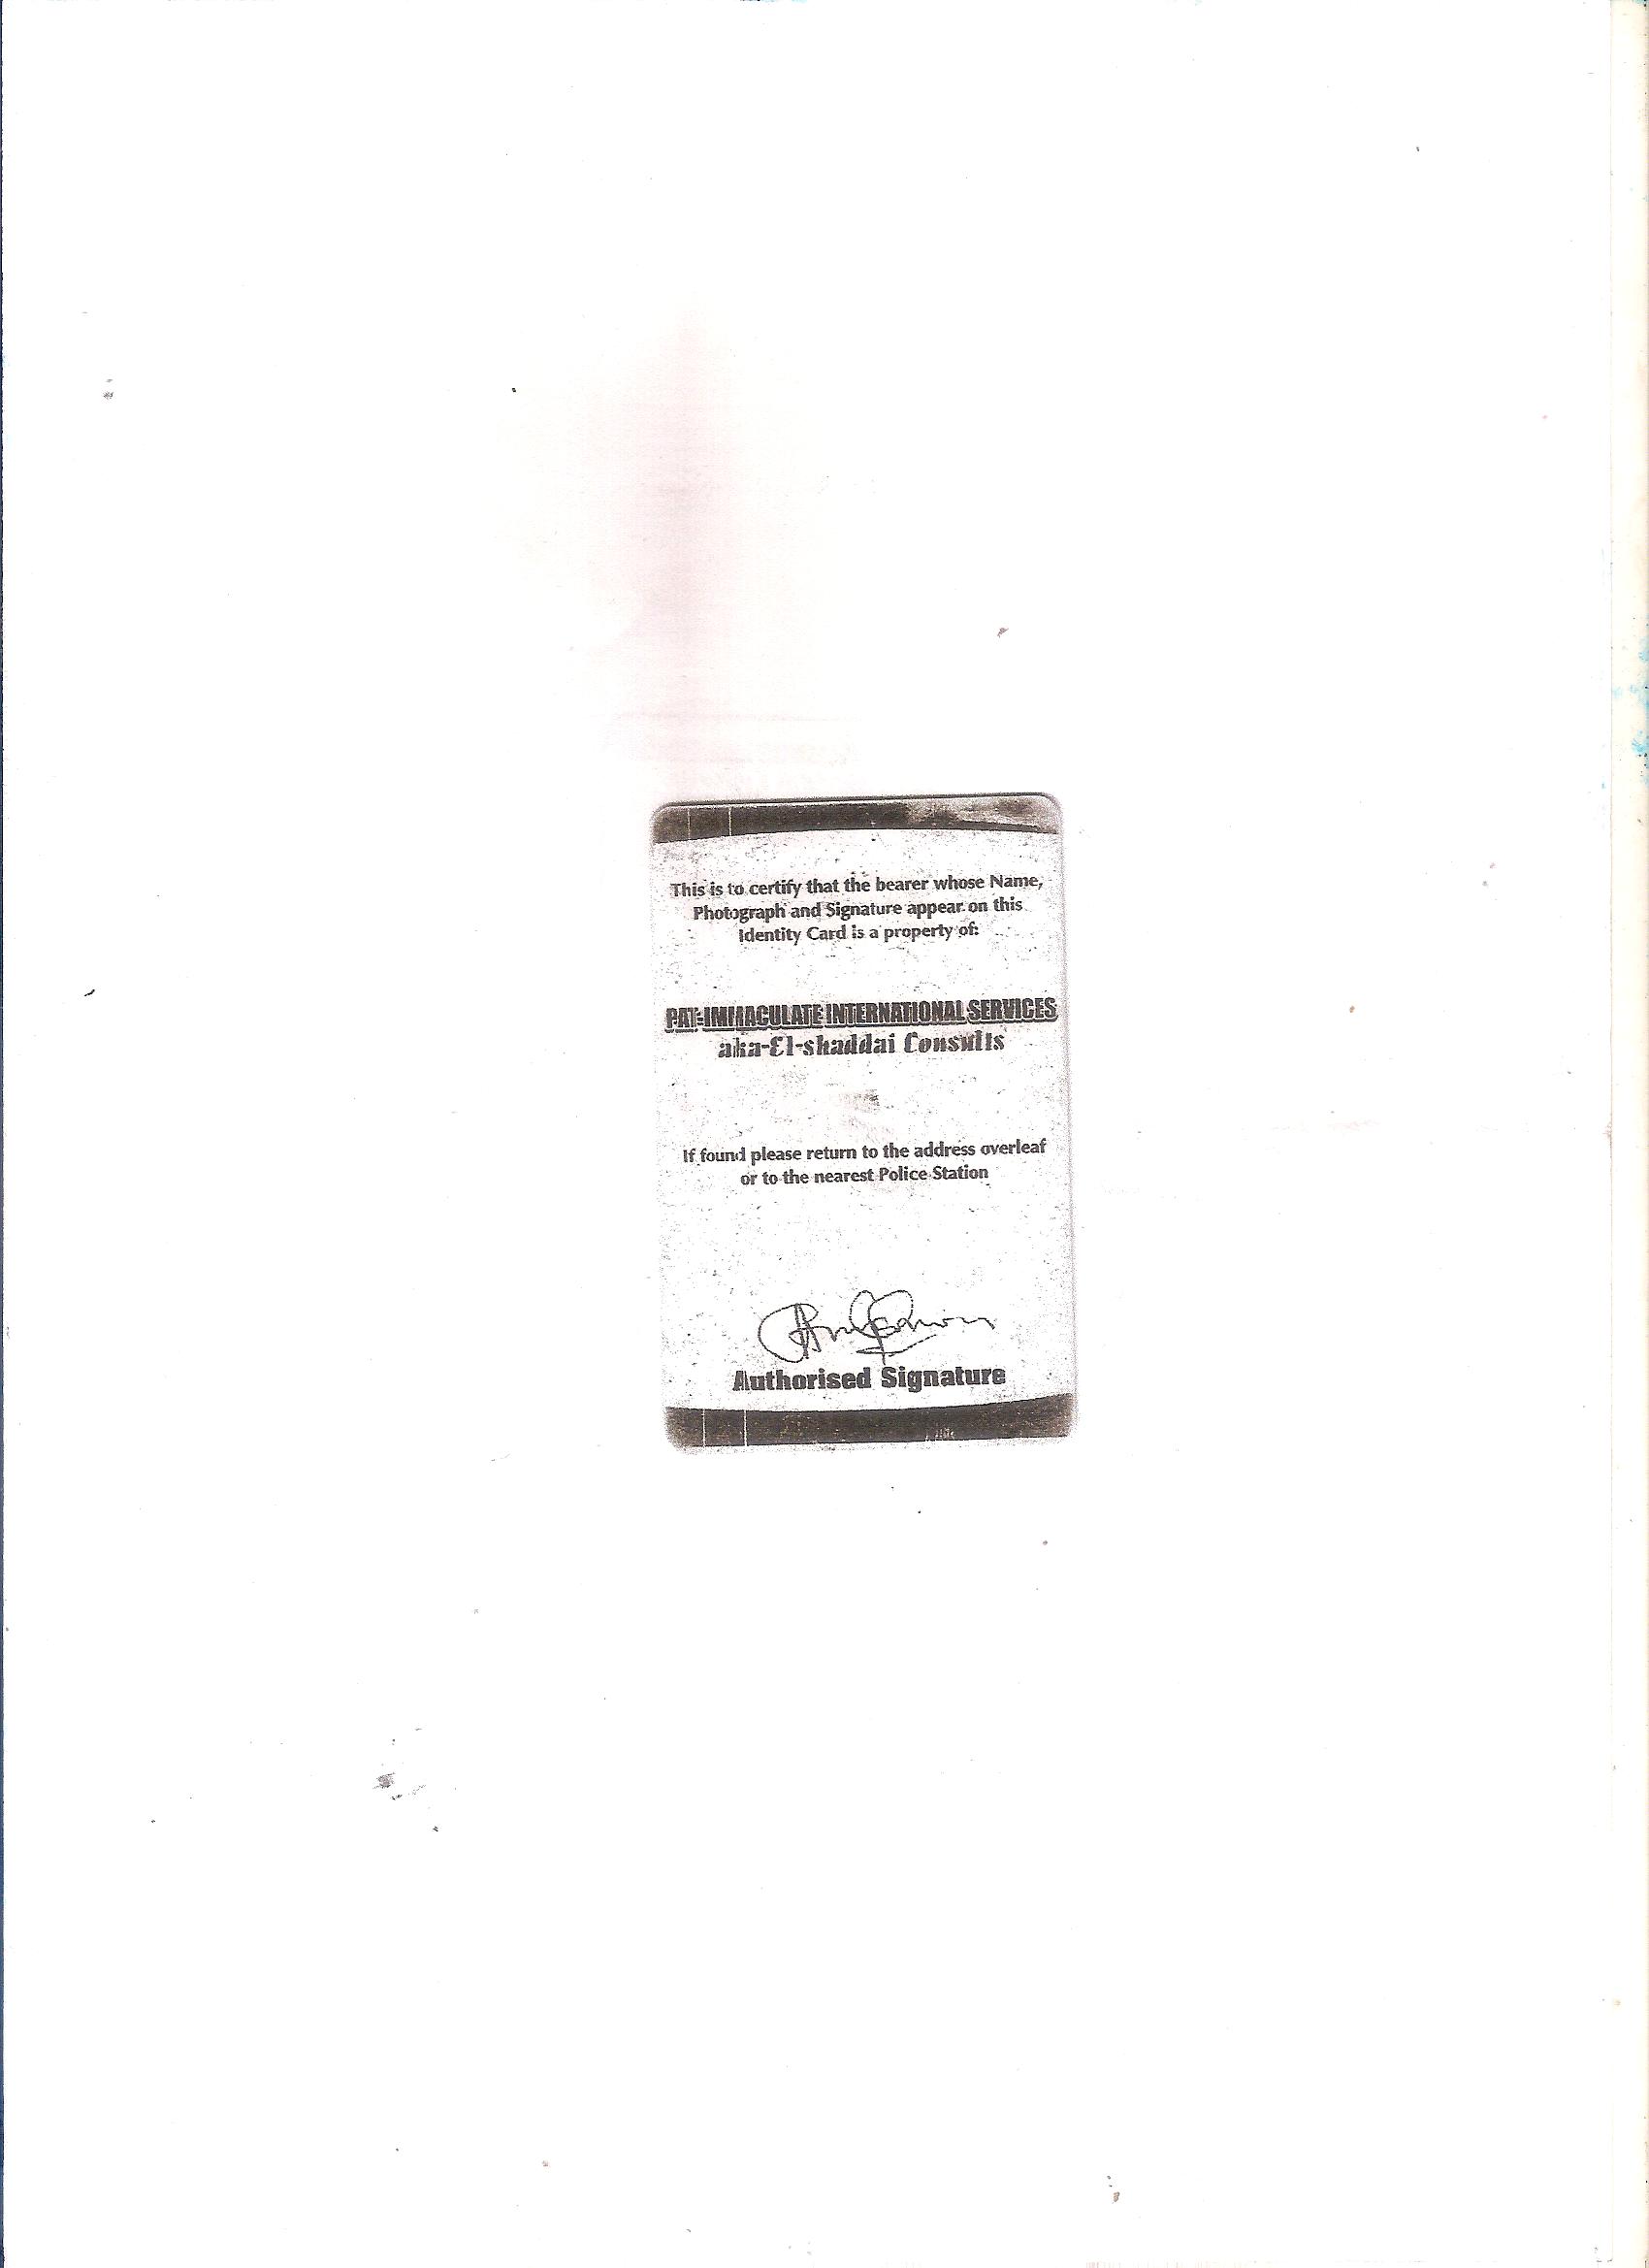 This is to certify that the bearer whose Name,
Photograph and Signature appear on this
Identity Card is a property of:
PAT-IMMACULATE INTERNATIONAL SERVICES
aka-El-shaddai Consults
If found please return to the address overleaf
or to the nearest Police Station
Authorised Signature